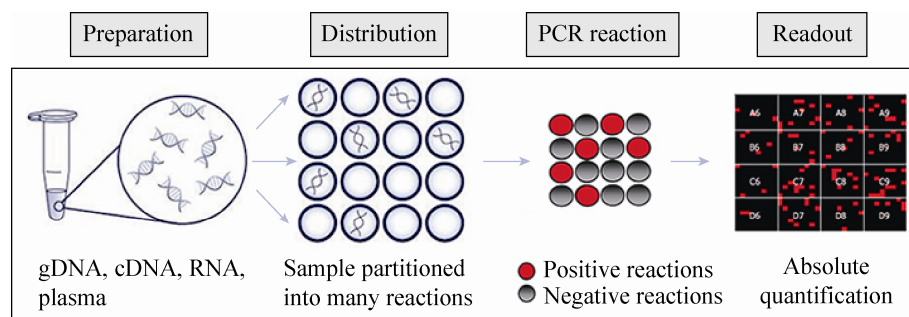 Preparation
Distribution
PCR reaction
Readout
A6 A7 A8 A9
B6 B7 B8 B9
C6 C7 C8 C9
D6 D7 D8 D9
gDNA, cDNA, RNA,
plasma
Sample partitioned
into many reactions
Positive reactions
Negative reactions
Absolute
quantification